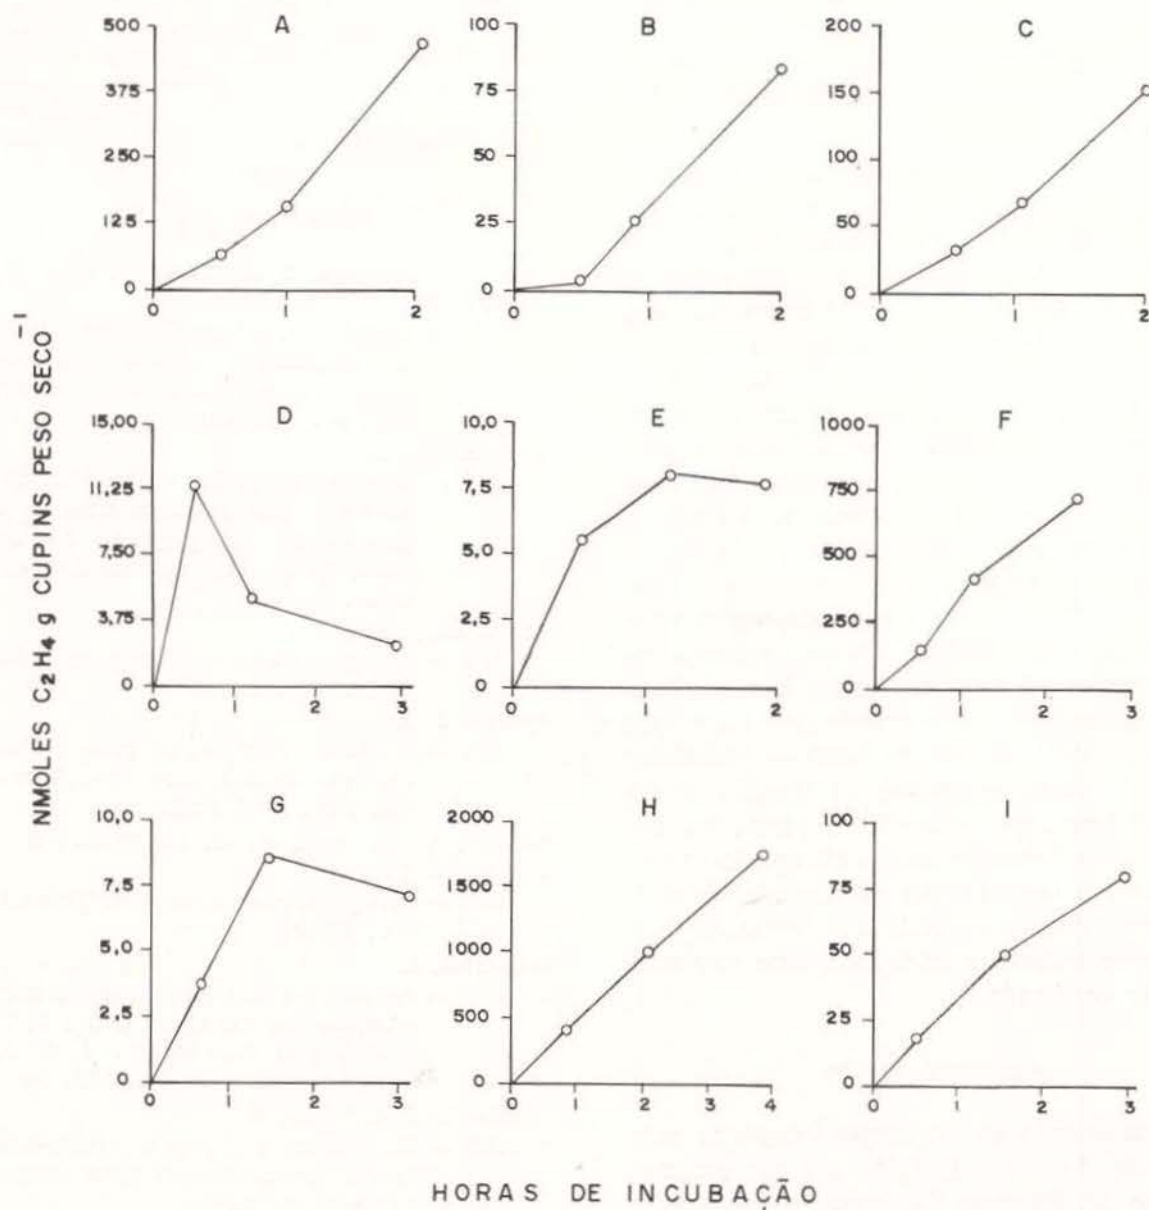 A
B
C
500
375
250
125
0
0 1 2
100
75
50
25
0
0 1 2
200
150
100
50
0
0 1 2
NMOLES C₂H₄ g CUPINS PESO SECO⁻¹
D
E
F
15,00
11,25
7,50
3,75
0
0 1 2 3
10,0
7,5
5,0
2,5
0
0 1 2
1000
750
500
250
0
0 1 2 3
G
H
I
10,0
7,5
5,0
2,5
0
0 1 2 3
2000
1500
1000
500
0
0 1 2 3 4
100
75
50
25
0
0 1 2 3
HORAS DE INCUBAÇÃO